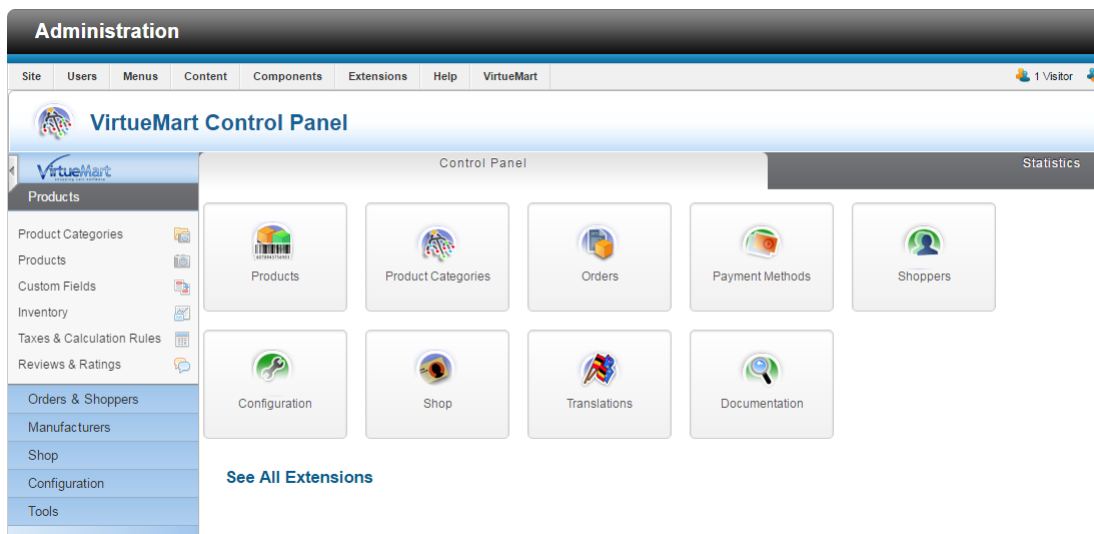 Administration
Site Users Menus Content Components Extensions Help VirtueMart 1 Visitor
VirtueMart Control Panel
VirtueMart
Control Panel Statistics
Products
Product Categories
Products
Custom Fields
Inventory
Taxes & Calculation Rules
Reviews & Ratings
Orders & Shoppers
Manufacturers
Shop
Configuration
Tools
Products Product Categories Orders Payment Methods Shoppers
Configuration Shop Translations Documentation
See All Extensions